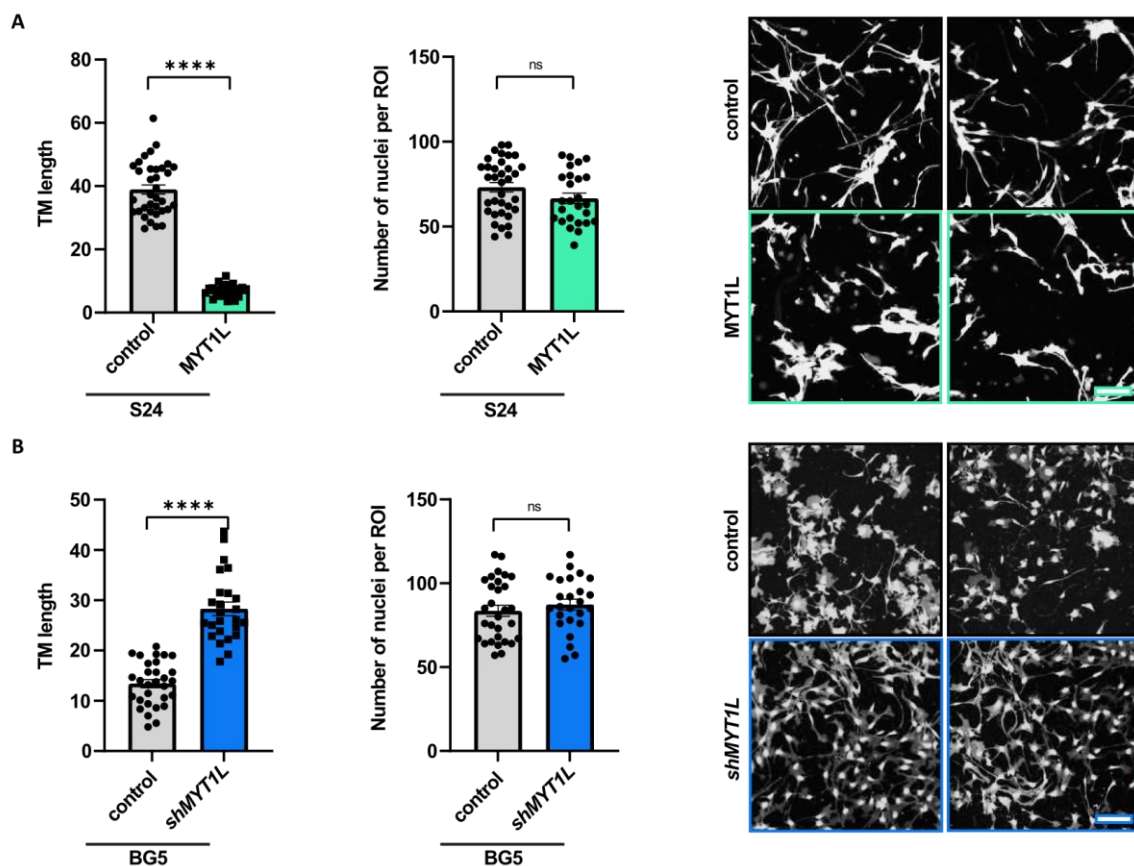 A
TM length
80
60
40
20
0
****
control
MYT1L
S24
Number of nuclei per ROI
150
100
50
0
ns
control
MYT1L
S24
control
MYT1L
B
TM length
50
40
30
20
10
0
****
control
shMYT1L
BG5
Number of nuclei per ROI
150
100
50
0
ns
control
shMYT1L
BG5
control
shMYT1L